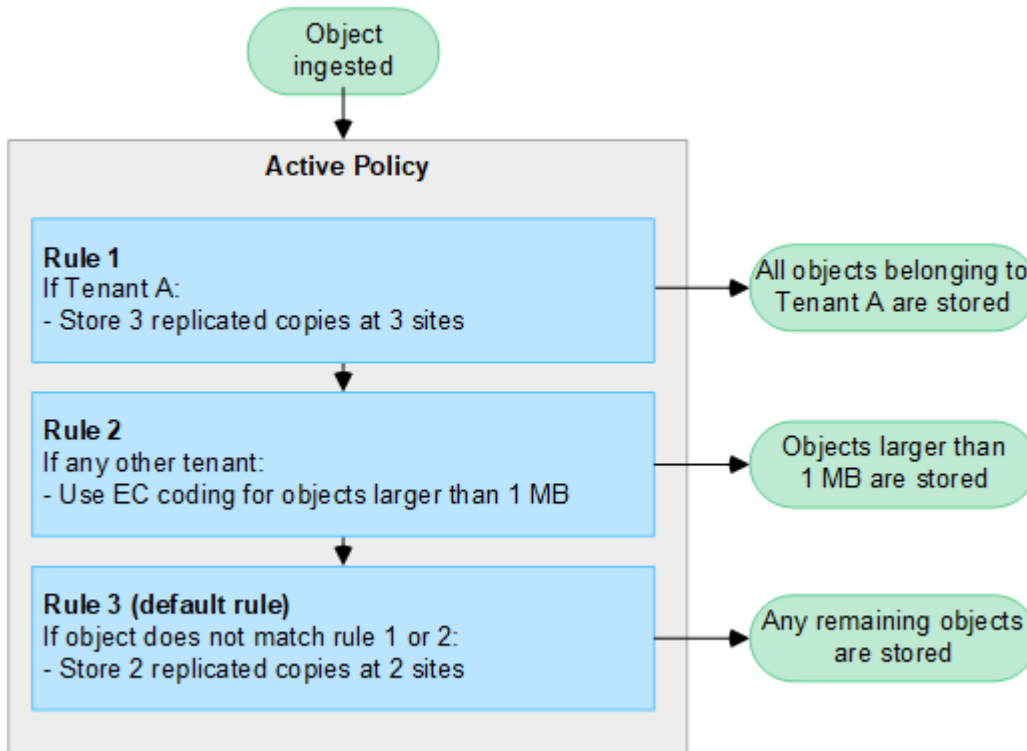 Object
ingested
Active Policy
Rule 1
If Tenant A:
- Store 3 replicated copies at 3 sites
All objects belonging to
Tenant A are stored
Rule 2
If any other tenant:
- Use EC coding for objects larger than 1 MB
Objects larger than
1 MB are stored
Rule 3 (default rule)
If object does not match rule 1 or 2:
- Store 2 replicated copies at 2 sites
Any remaining objects
are stored